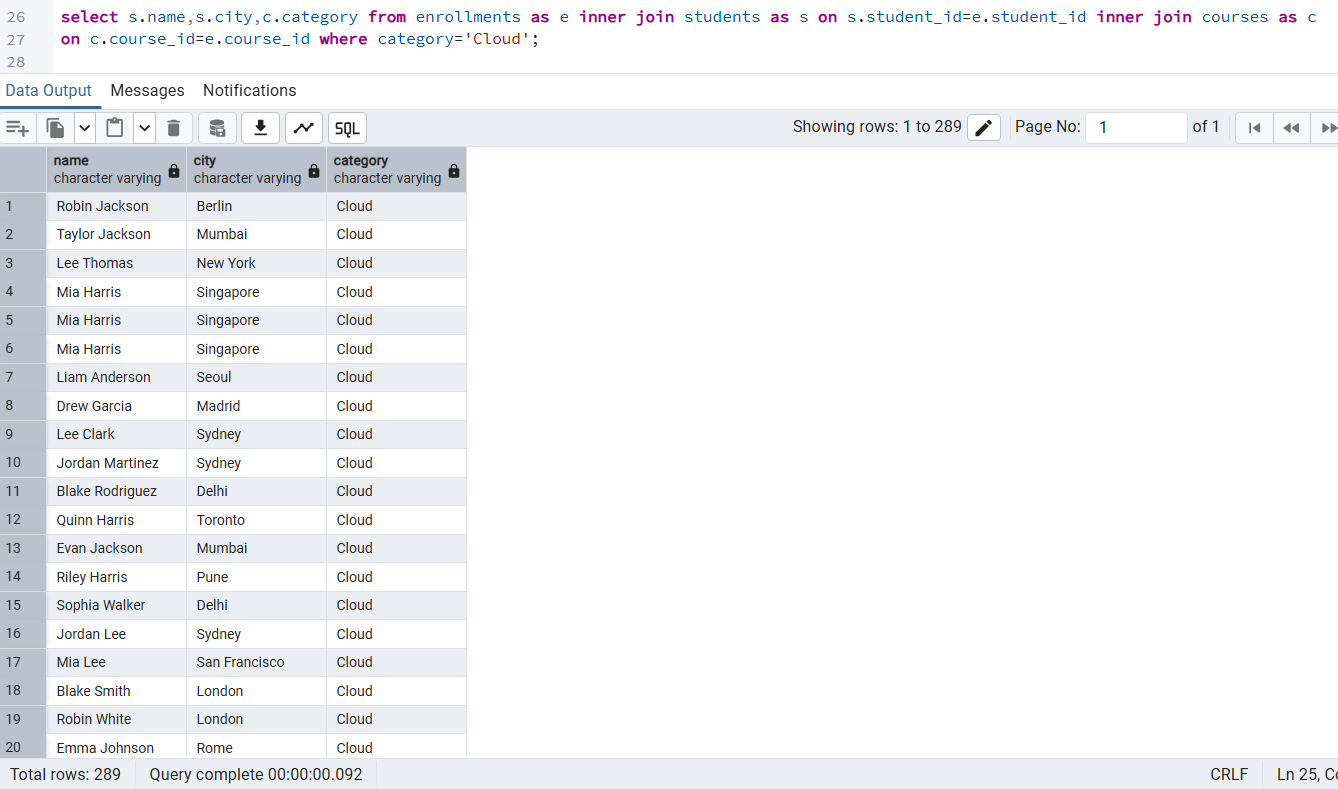 26 select s.name,s.city,c.category from enrollments as e inner join students as s on s.student_id=e.student_id inner join courses as c
27 on c.course_id=e.course_id where category='Cloud';
28
Data Output Messages Notifications
SQL Showing rows: 1 to 289 Page No: 1 of 1
name city category
character varying character varying character varying
1 Robin Jackson Berlin Cloud
2 Taylor Jackson Mumbai Cloud
3 Lee Thomas New York Cloud
4 Mia Harris Singapore Cloud
5 Mia Harris Singapore Cloud
6 Mia Harris Singapore Cloud
7 Liam Anderson Seoul Cloud
8 Drew Garcia Madrid Cloud
9 Lee Clark Sydney Cloud
10 Jordan Martinez Sydney Cloud
11 Blake Rodriguez Delhi Cloud
12 Quinn Harris Toronto Cloud
13 Evan Jackson Mumbai Cloud
14 Riley Harris Pune Cloud
15 Sophia Walker Delhi Cloud
16 Jordan Lee Sydney Cloud
17 Mia Lee San Francisco Cloud
18 Blake Smith London Cloud
19 Robin White London Cloud
20 Emma Johnson Rome Cloud
Total rows: 289 Query complete 00:00:00.092 CRLF Ln 25, Co